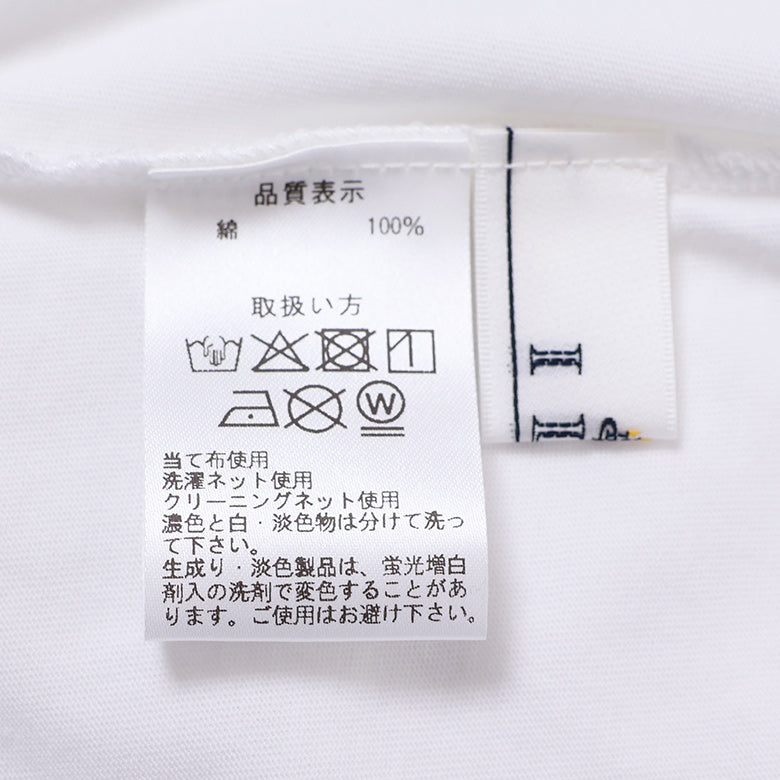 品質表示
綿 100%
取扱い方
W
当て布使用
洗濯ネット使用
クリーニングネット使用
濃色と白・淡色物は分けて洗っ
て下さい。
生成り・淡色製品は、蛍光増白
剤入の洗剤で変色することがあ
ります。ご使用はお避け下さい。